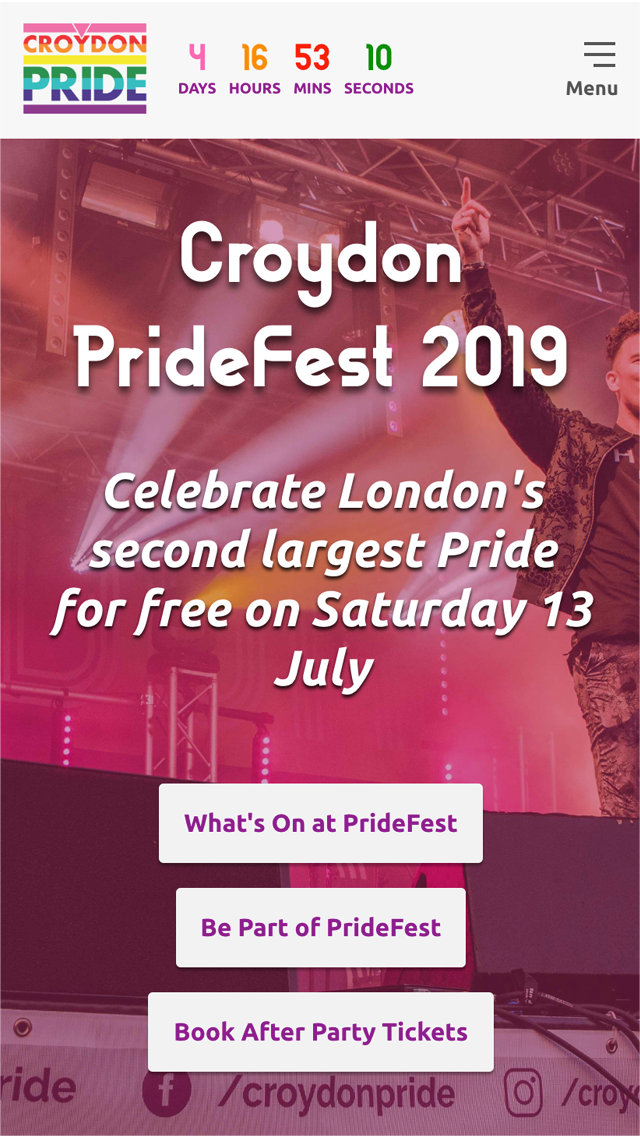 CROYDON
PRIDE
4 16 53 10
DAYS HOURS MINS SECONDS
Menu
Croydon
PrideFest 2019
Celebrate London's
second largest Pride
for free on Saturday 13
July
What's On at PrideFest
Be Part of PrideFest
Book After Party Tickets
ride /croydonpride /croy